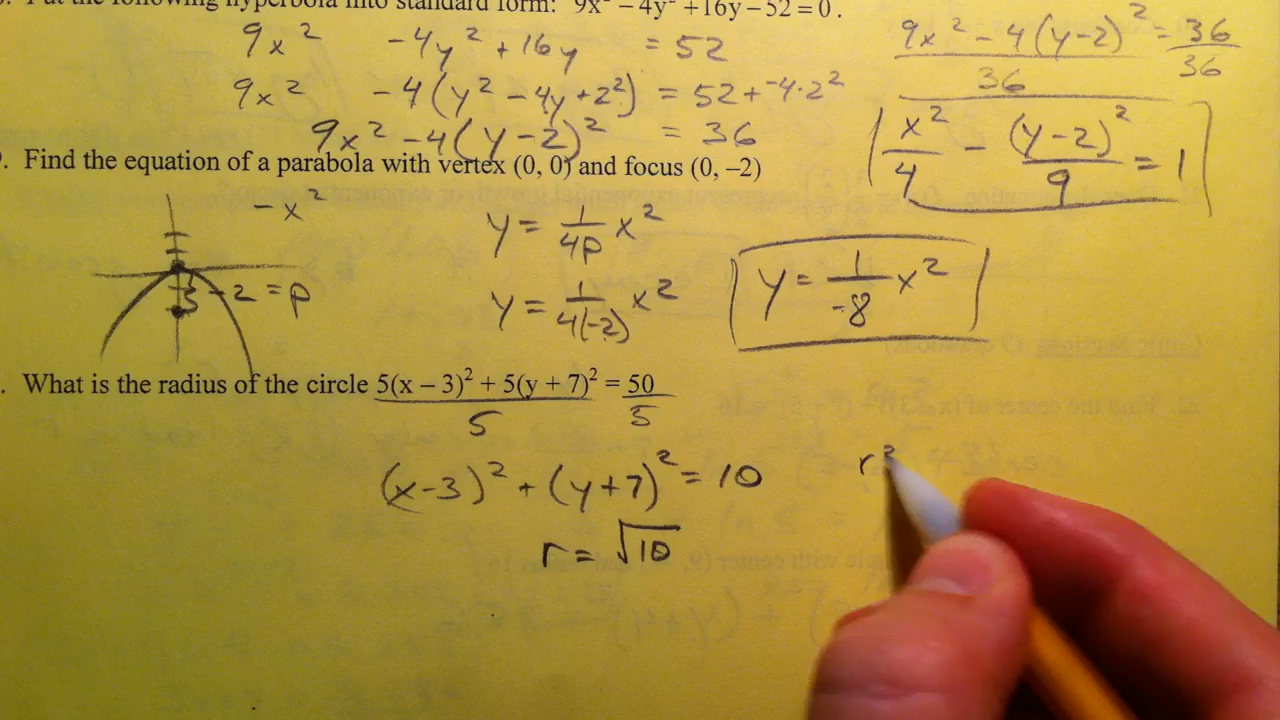 Put the following hyperbola into standard form: 9x² − 4y² + 16y − 52 = 0.
9x² -4y² + 16y = 52
9x² -4(y² - 4y + 2²) = 52 + -4·2²
9x² - 4(y-2)² = 36
9x² - 4(y-2)² = 36
36 36
x²/4 - (y-2)²/9 = 1
. Find the equation of a parabola with vertex (0, 0) and focus (0, –2)
-x²
-2 = p
y = 1/4p x²
y = 1/4(-2) x²
y = 1/-8 x²
. What is the radius of the circle 5(x – 3)² + 5(y + 7)² = 50
5 5
(x-3)² + (y+7)² = 10
r = √10
r²